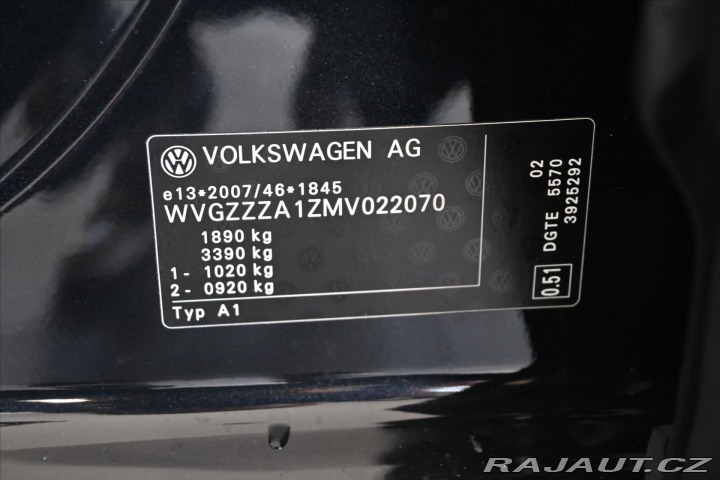 VOLKSWAGEN AG
e13*2007/46*1845
WVGZZZA1ZMV022070
1890 kg
3390 kg
1- 1020 kg
2- 0920 kg
Typ A1
02
DGTE 5570
3925292
0.51
RAJAUT.CZ